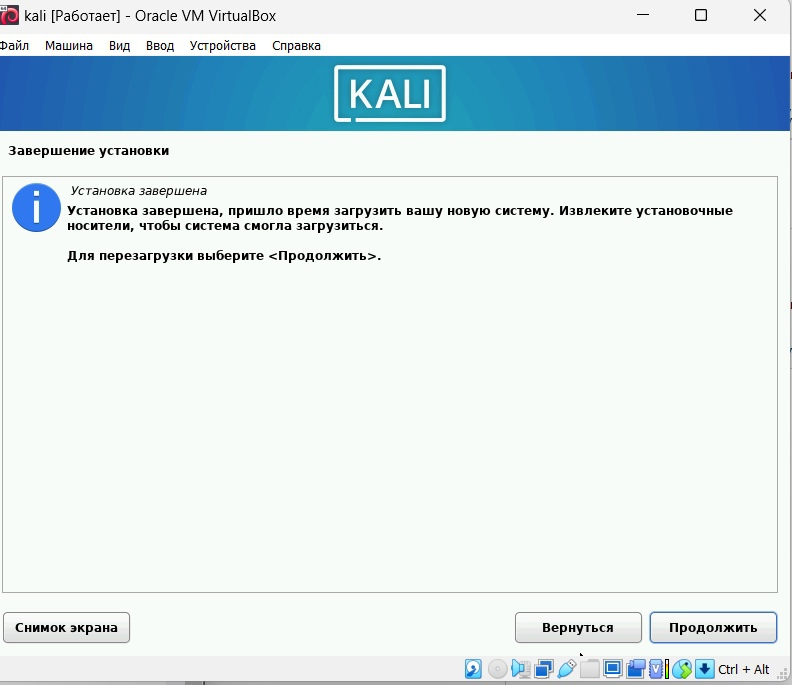 kali [Работает] - Oracle VM VirtualBox
Файл Машина Вид Ввод Устройства Справка
KALI
Завершение установки
Установка завершена
Установка завершена, пришло время загрузить вашу новую систему. Извлеките установочные
носители, чтобы система смогла загрузиться.
Для перезагрузки выберите <Продолжить>.
Снимок экрана Вернуться Продолжить
Ctrl + Alt